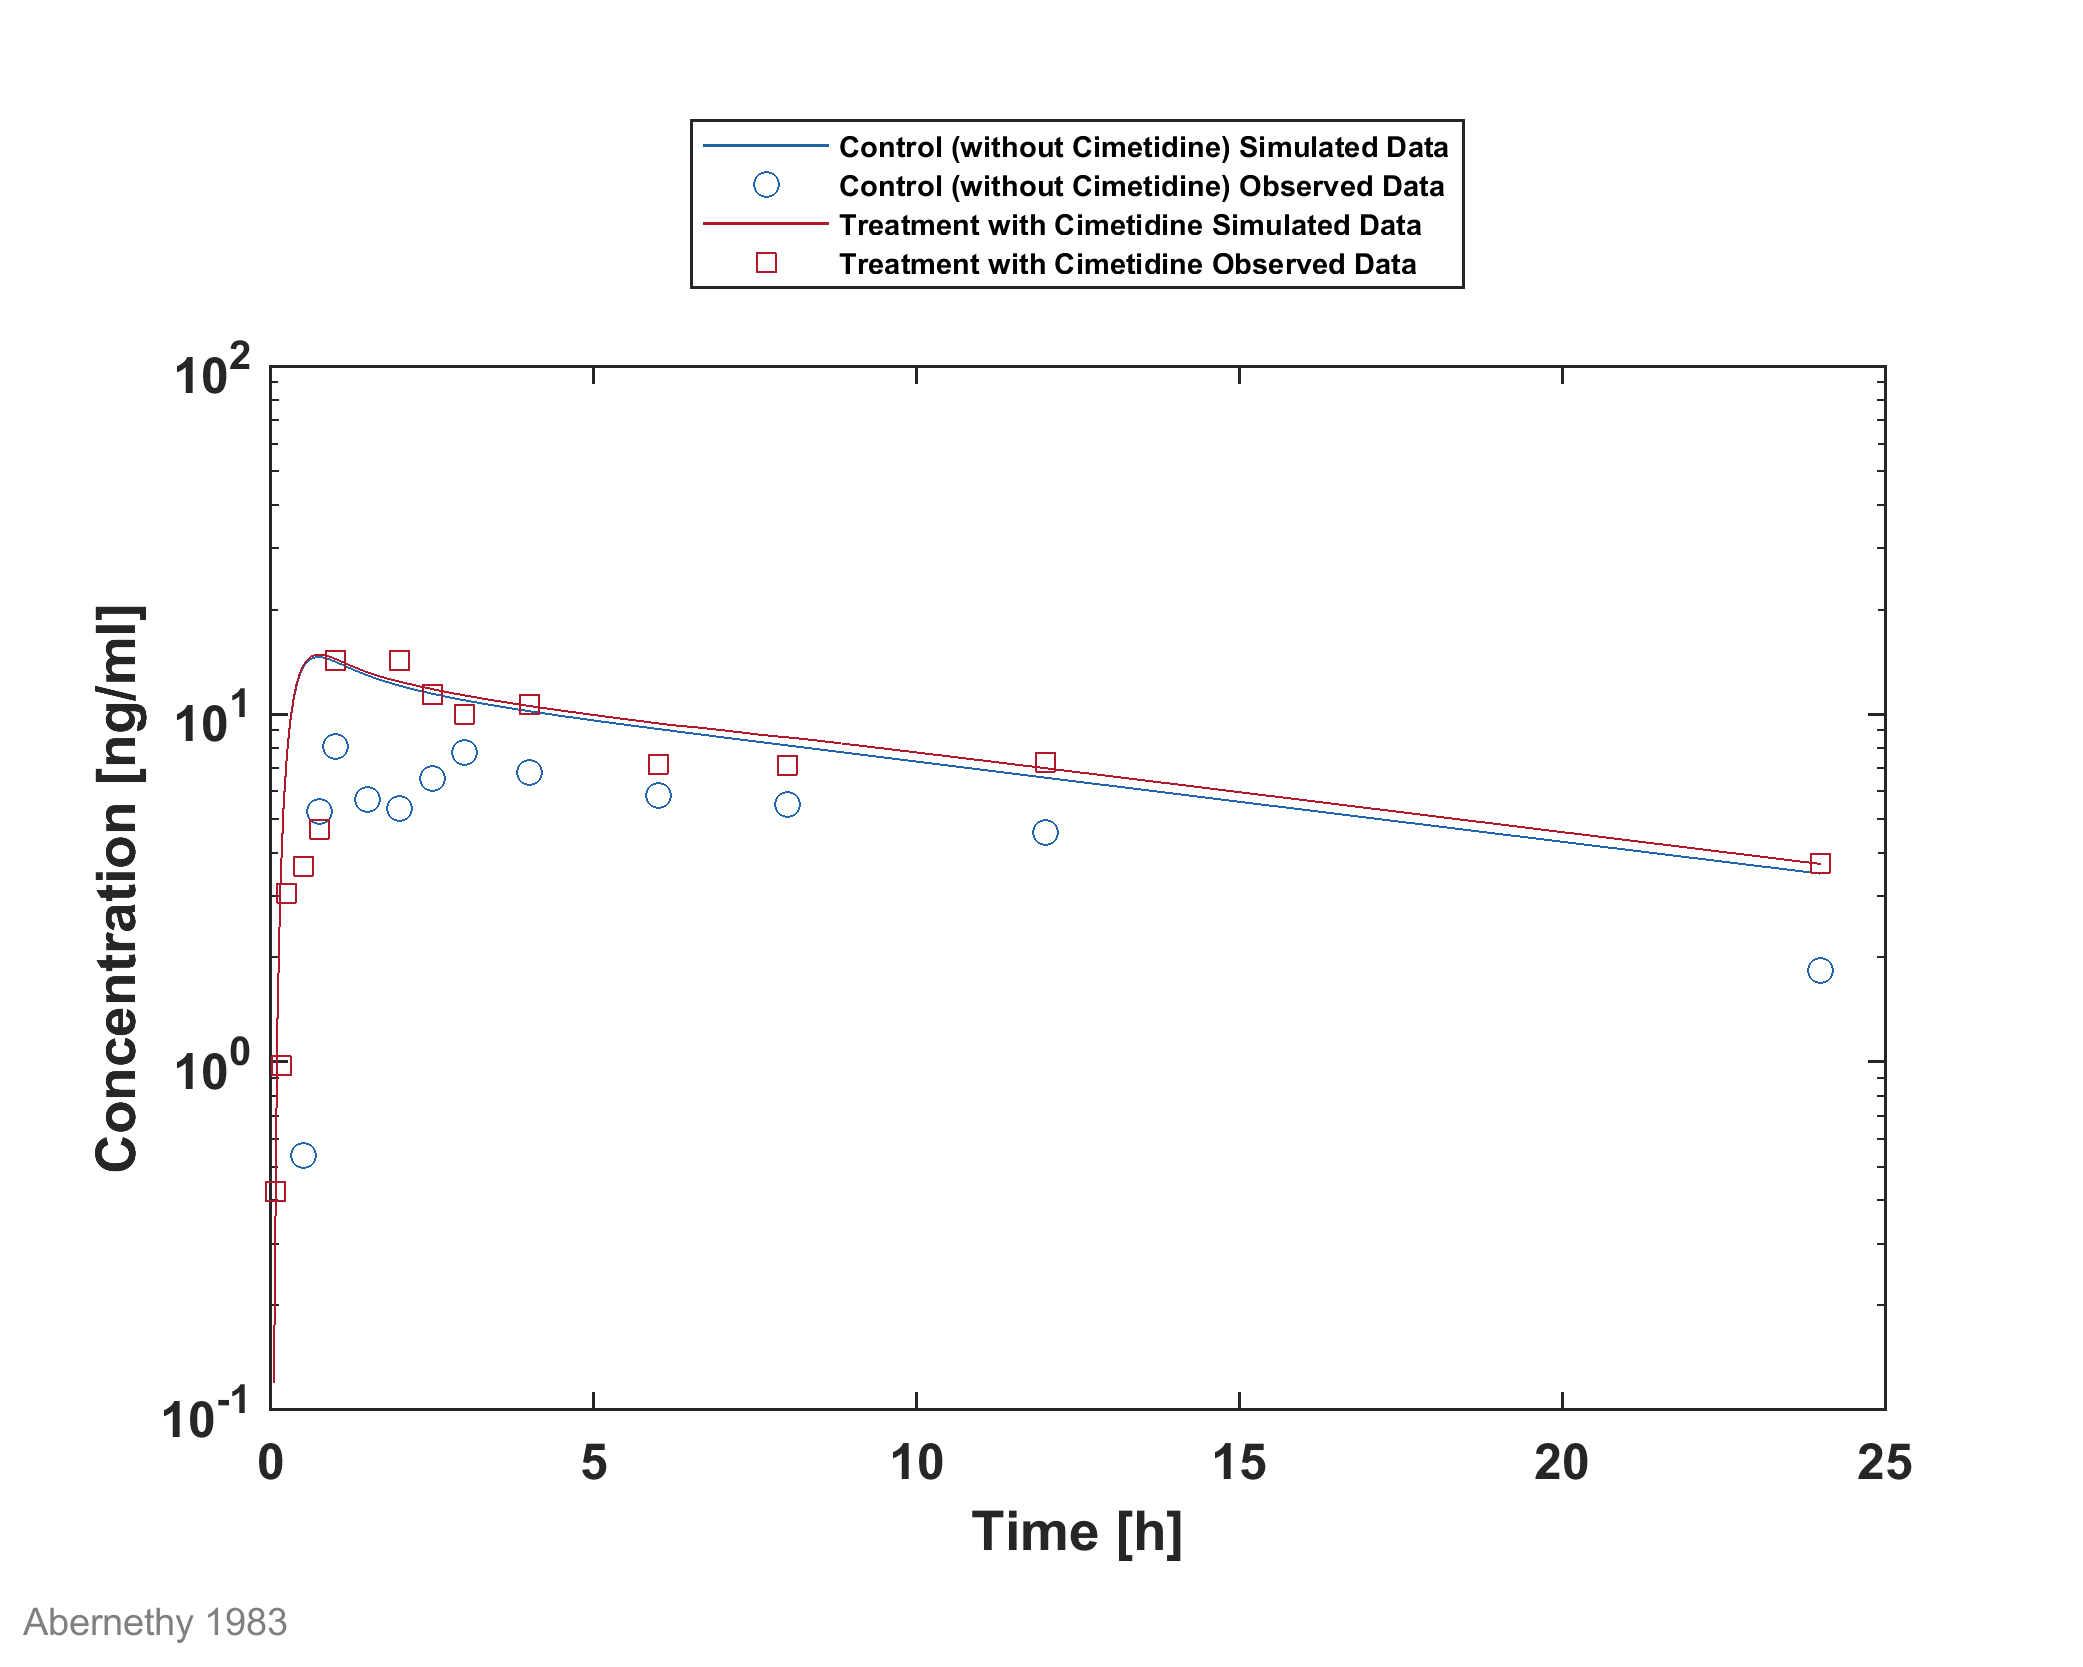 Control (without Cimetidine) Simulated Data
Control (without Cimetidine) Observed Data
Treatment with Cimetidine Simulated Data
Treatment with Cimetidine Observed Data
10^2
10^1
10^0
10^-1
Concentration [ng/ml]
0 5 10 15 20 25
Time [h]
Abernethy 1983